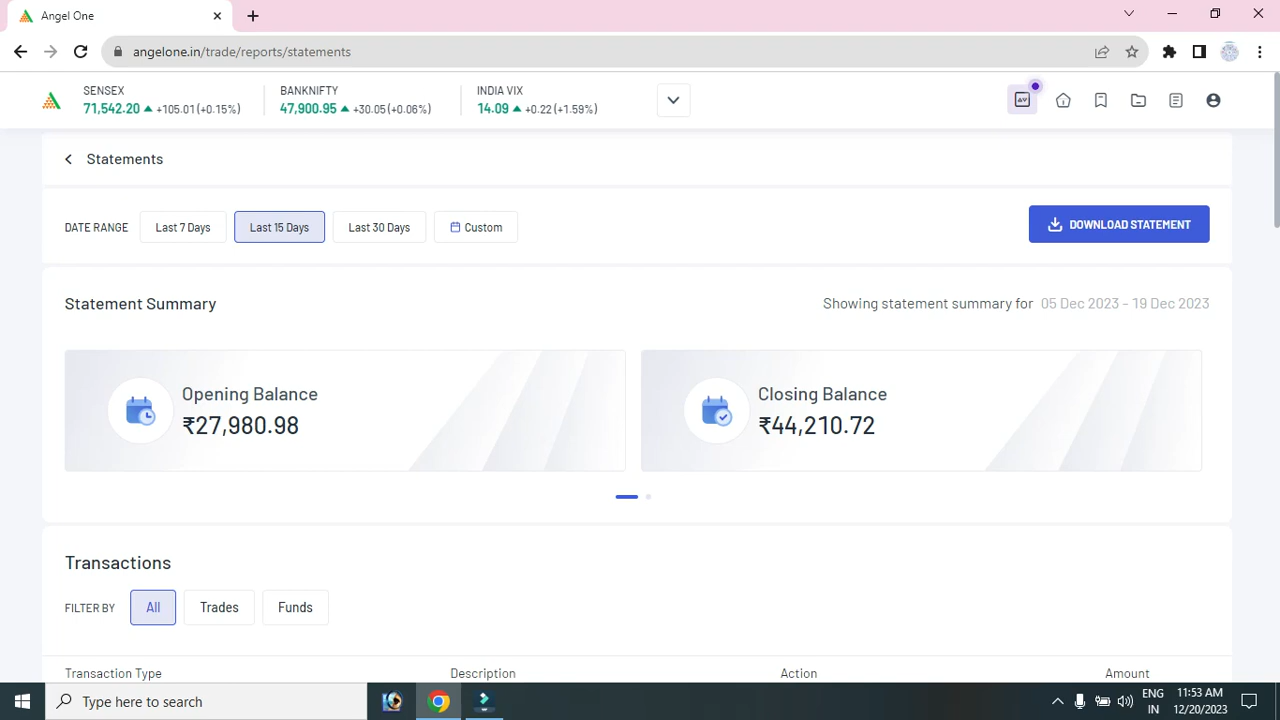 Angel One
angelone.in/trade/reports/statements
SENSEX
71,542.20 +105.01 (+0.15%)
BANKNIFTY
47,900.95 +30.05 (+0.06%)
INDIA VIX
14.09 +0.22 (+1.59%)
Statements
DATE RANGE Last 7 Days Last 15 Days Last 30 Days Custom
DOWNLOAD STATEMENT
Statement Summary
Showing statement summary for 05 Dec 2023 - 19 Dec 2023
Opening Balance
₹27,980.98
Closing Balance
₹44,210.72
Transactions
FILTER BY All Trades Funds
Transaction Type Description Action Amount
Type here to search
ENG
IN
11:53 AM
12/20/2023